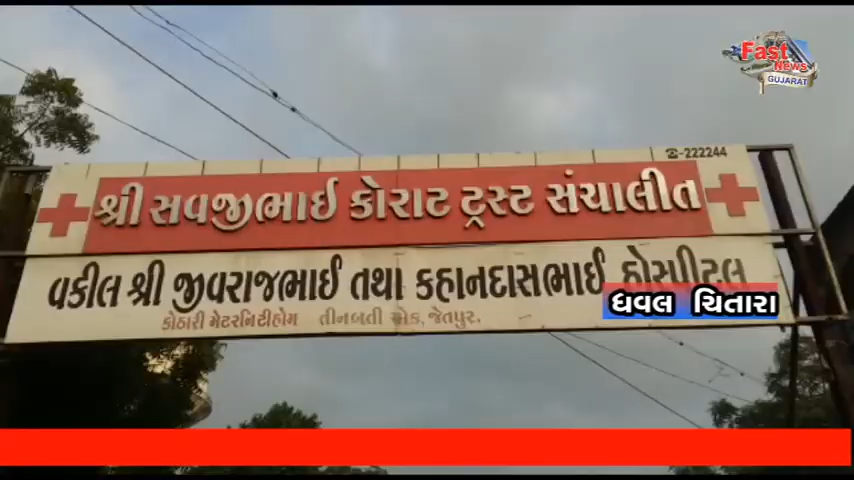 Fast
News
GUJARAT
☎-222244
શ્રી સવજીભાઈ કોરાટ ટ્રસ્ટ સંચાલીત
વકીલ શ્રી જીવરાજભાઈ તથા કહાનદાસભાઈ હોસ્પીટલ
કોઠારી મેટરનિટીહોમ તીનબતી ચોક, જેતપુર.
ધવલ ચિતારા